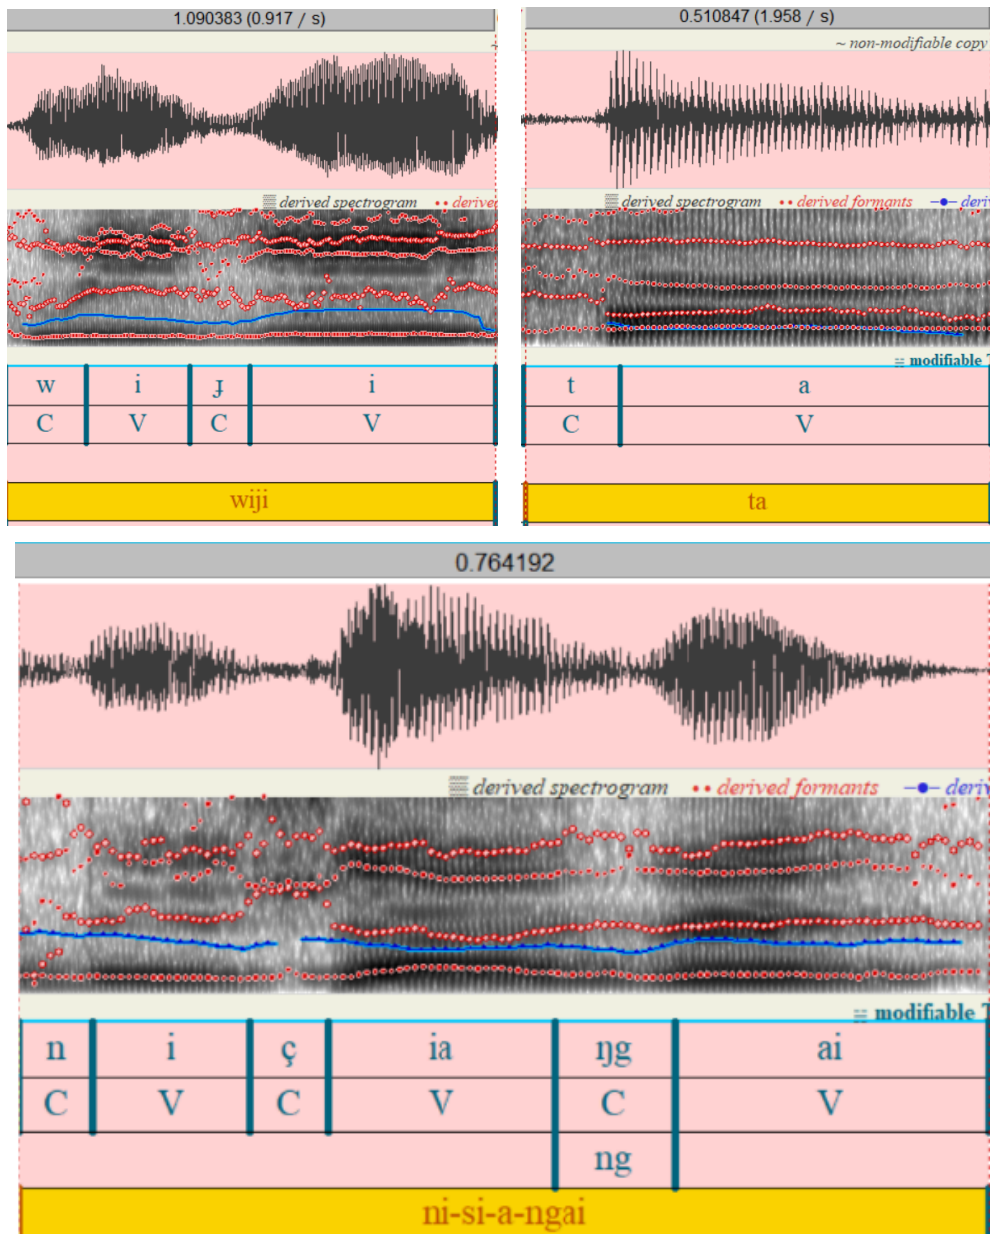 1.090383 (0.917 / s)
derived spectrogram •• derived
w i ɟ i
C V C V
wiji
0.510847 (1.958 / s)
~ non-modifiable copy
derived spectrogram •• derived formants
modifiable
t a
C V
ta
0.764192
derived spectrogram •• derived formants
modifiable
n i ç ia ŋg ai
C V C V C V
ng
ni-si-a-ngai